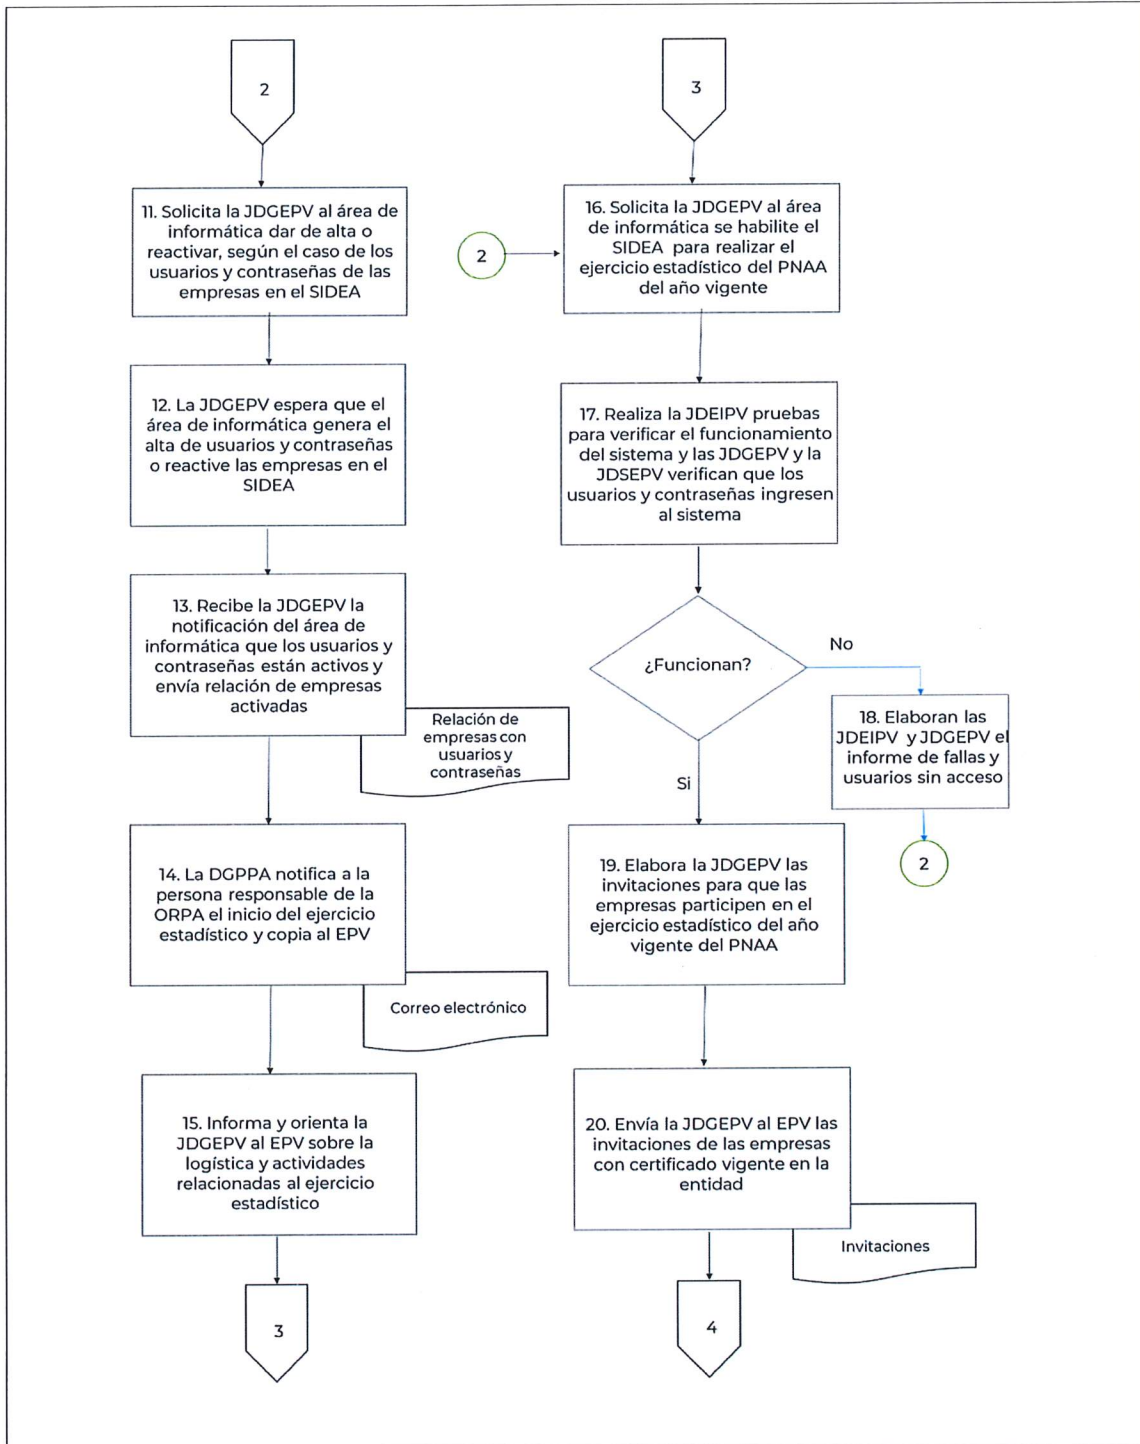 2
11. Solicita la JDGEPV al área de
informática dar de alta o
reactivar, según el caso de los
usuarios y contraseñas de las
empresas en el SIDEA
12. La JDGEPV espera que el
área de informática genera el
alta de usuarios y contraseñas
o reactive las empresas en el
SIDEA
13. Recibe la JDGEPV la
notificación del área de
informática que los usuarios y
contraseñas están activos y
envía relación de empresas
activadas
Relación de
empresas con
usuarios y
contraseñas
14. La DGPPA notifica a la
persona responsable de la
ORPA el inicio del ejercicio
estadístico y copia al EPV
Correo electrónico
15. Informa y orienta la
JDGEPV al EPV sobre la
logística y actividades
relacionadas al ejercicio
estadístico
3
3
16. Solicita la JDGEPV al área
de informática se habilite el
SIDEA para realizar el
ejercicio estadístico del PNAA
del año vigente
2
17. Realiza la JDEIPV pruebas
para verificar el funcionamiento
del sistema y las JDGEPV y la
JDSEPV verifican que los
usuarios y contraseñas ingresen
al sistema
¿Funcionan?
No
18. Elaboran las
JDEIPV y JDGEPV el
informe de fallas y
usuarios sin acceso
2
Si
19. Elabora la JDGEPV las
invitaciones para que las
empresas participen en el
ejercicio estadístico del año
vigente del PNAA
20. Envía la JDGEPV al EPV las
invitaciones de las empresas
con certificado vigente en la
entidad
Invitaciones
4